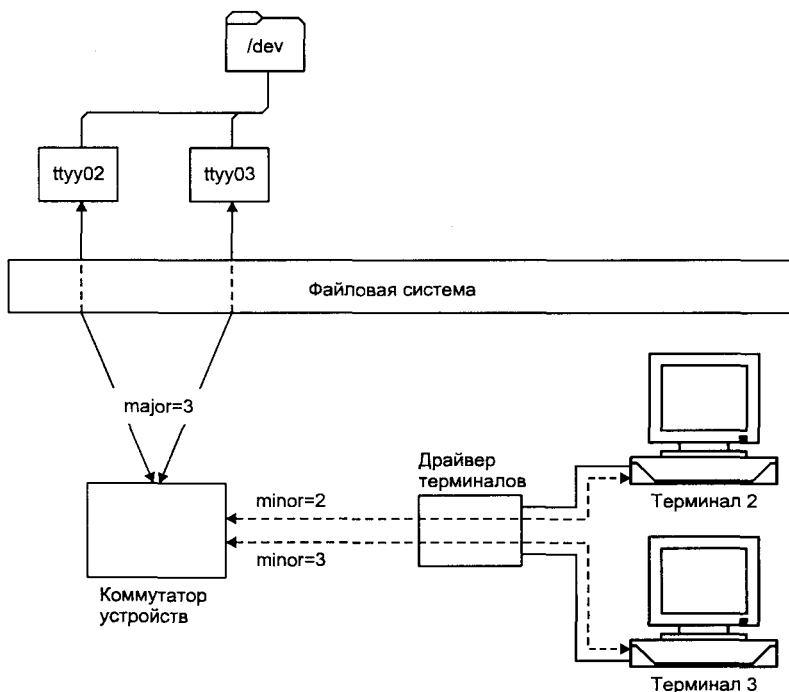 /dev
ttyy02
ttyy03
Файловая система
major=3
Драйвер
терминалов
minor=2
Терминал 2
minor=3
Коммутатор
устройств
Терминал 3